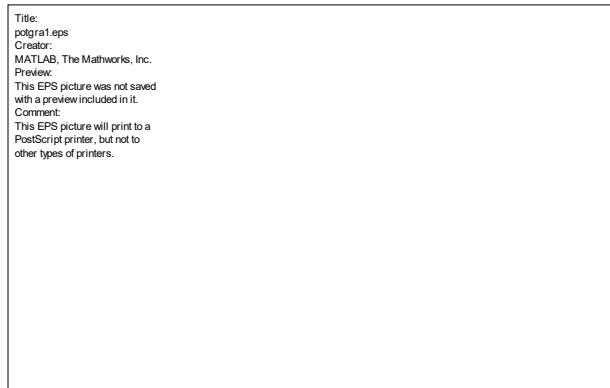 Title:
potgra1.eps
Creator:
MATLAB, The Mathworks, Inc.
Preview:
This EPS picture was not saved
with a preview included in it.
Comment:
This EPS picture will print to a
PostScript printer, but not to
other types of printers.